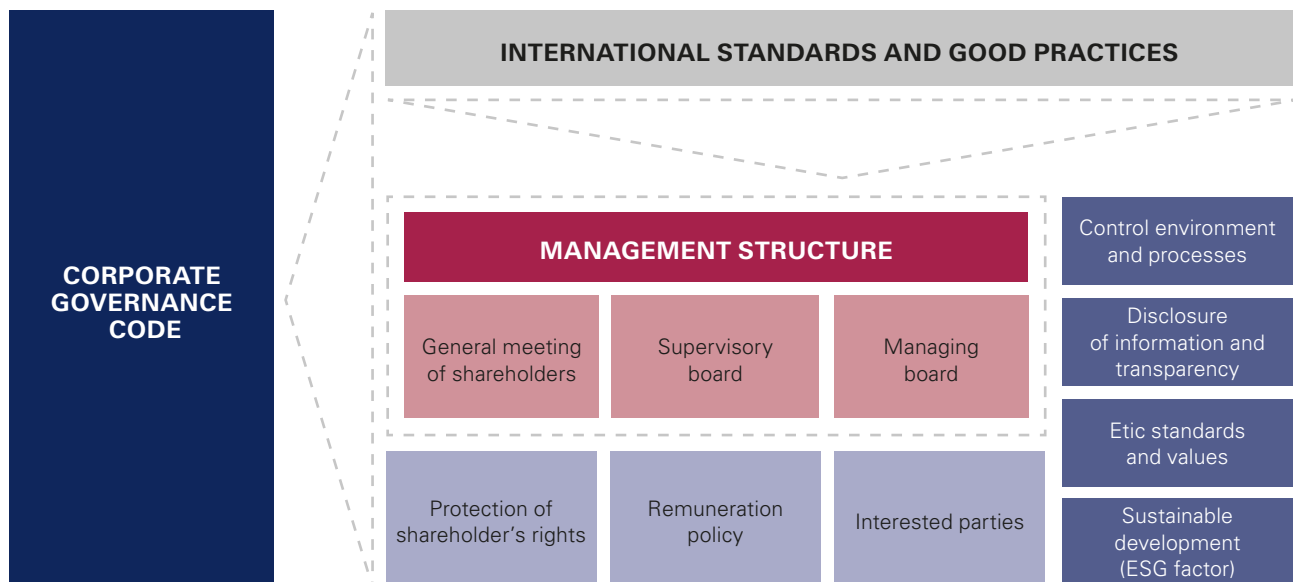 CORPORATE
GOVERNANCE
CODE
INTERNATIONAL STANDARDS AND GOOD PRACTICES
MANAGEMENT STRUCTURE
General meeting
of shareholders
Supervisory
board
Managing
board
Protection of
shareholder’s rights
Remuneration
policy
Interested parties
Control environment
and processes
Disclosure
of information and
transparency
Etic standards
and values
Sustainable
development
(ESG factor)